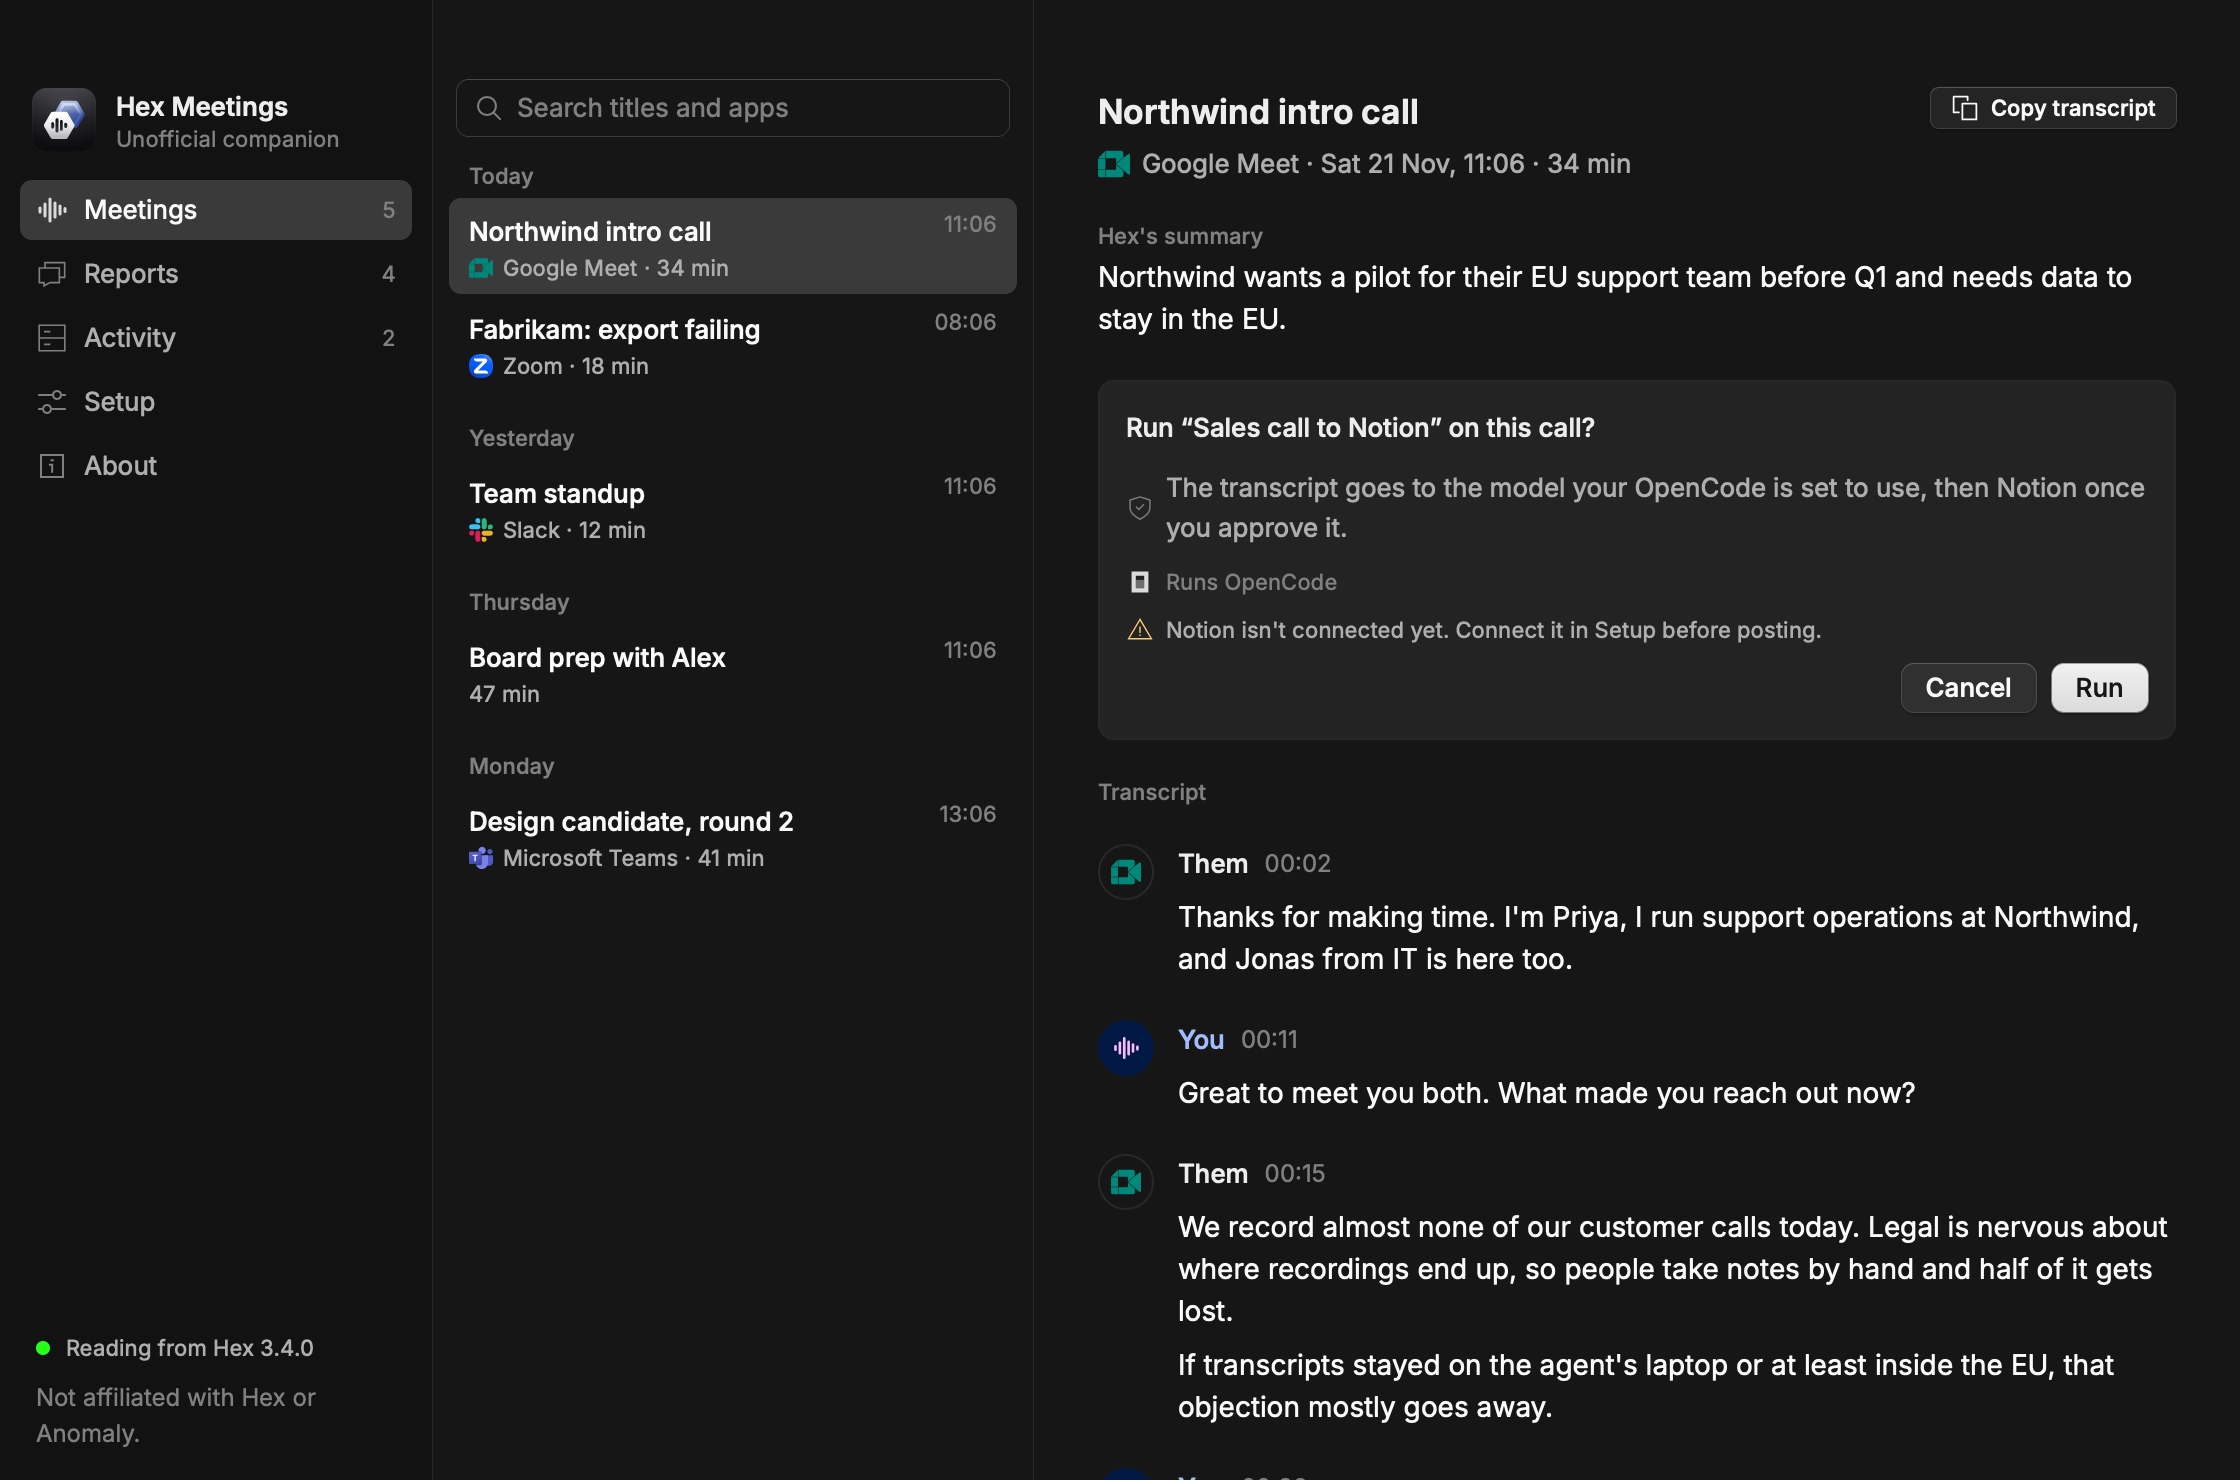 Hex Meetings
Unofficial companion
Meetings 5
Reports 4
Activity 2
Setup
About
Reading from Hex 3.4.0
Not affiliated with Hex or
Anomaly.
Search titles and apps
Today
Northwind intro call 11:06
Google Meet · 34 min
Fabrikam: export failing 08:06
Zoom · 18 min
Yesterday
Team standup 11:06
Slack · 12 min
Thursday
Board prep with Alex 11:06
47 min
Monday
Design candidate, round 2 13:06
Microsoft Teams · 41 min
Northwind intro call
Copy transcript
Google Meet · Sat 21 Nov, 11:06 · 34 min
Hex's summary
Northwind wants a pilot for their EU support team before Q1 and needs data to
stay in the EU.
Run “Sales call to Notion” on this call?
The transcript goes to the model your OpenCode is set to use, then Notion once
you approve it.
Runs OpenCode
Notion isn't connected yet. Connect it in Setup before posting.
Cancel Run
Transcript
Them 00:02
Thanks for making time. I'm Priya, I run support operations at Northwind,
and Jonas from IT is here too.
You 00:11
Great to meet you both. What made you reach out now?
Them 00:15
We record almost none of our customer calls today. Legal is nervous about
where recordings end up, so people take notes by hand and half of it gets
lost.
If transcripts stayed on the agent's laptop or at least inside the EU, that
objection mostly goes away.